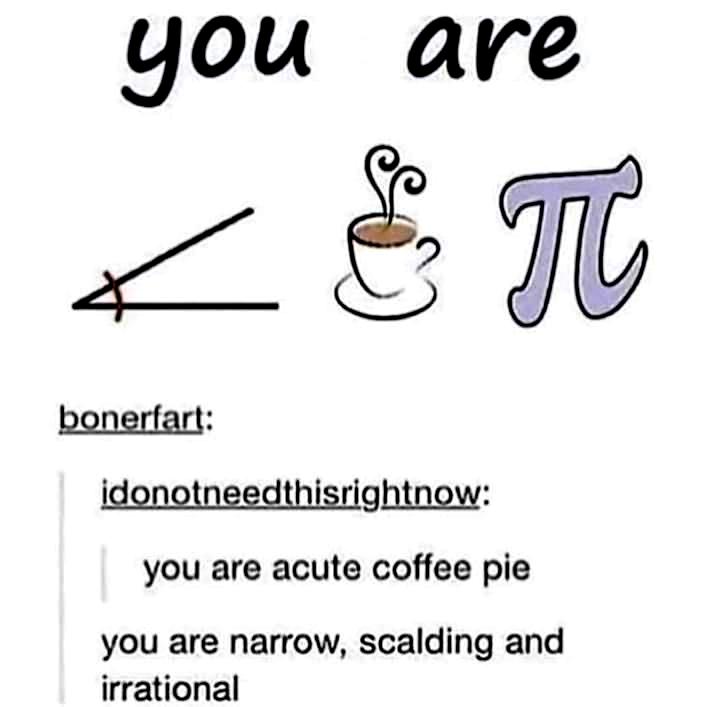 you are
π
bonerfart:
idonotneedthisrightnow:
you are acute coffee pie
you are narrow, scalding and
irrational